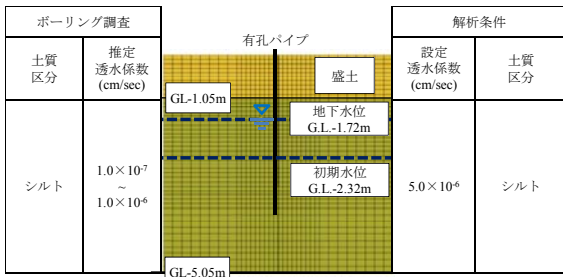 ボーリング調査
土質
区分
推定
透水係数
(cm/sec)
シルト
1.0×10⁻⁷
~
1.0×10⁻⁶
有孔パイプ
盛土
GL-1.05m
地下水位
G.L.-1.72m
初期水位
G.L.-2.32m
GL-5.05m
解析条件
設定
透水係数
(cm/sec)
土質
区分
5.0×10⁻⁶
シルト